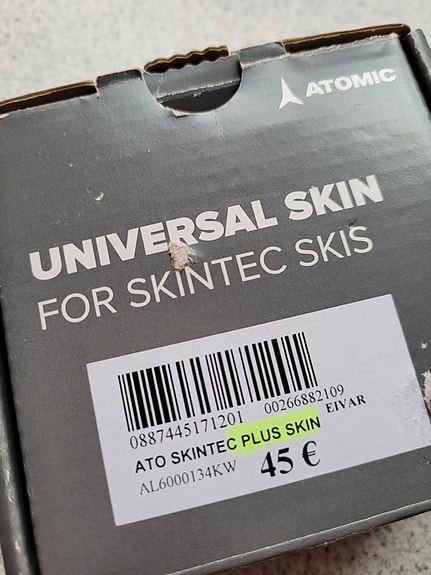 ATOMIC
UNIVERSAL SKIN
FOR SKINTEC SKIS
0887445171201 00266882109
ATO SKINTEC PLUS SKIN EIVAR
AL6000134KW 45 €